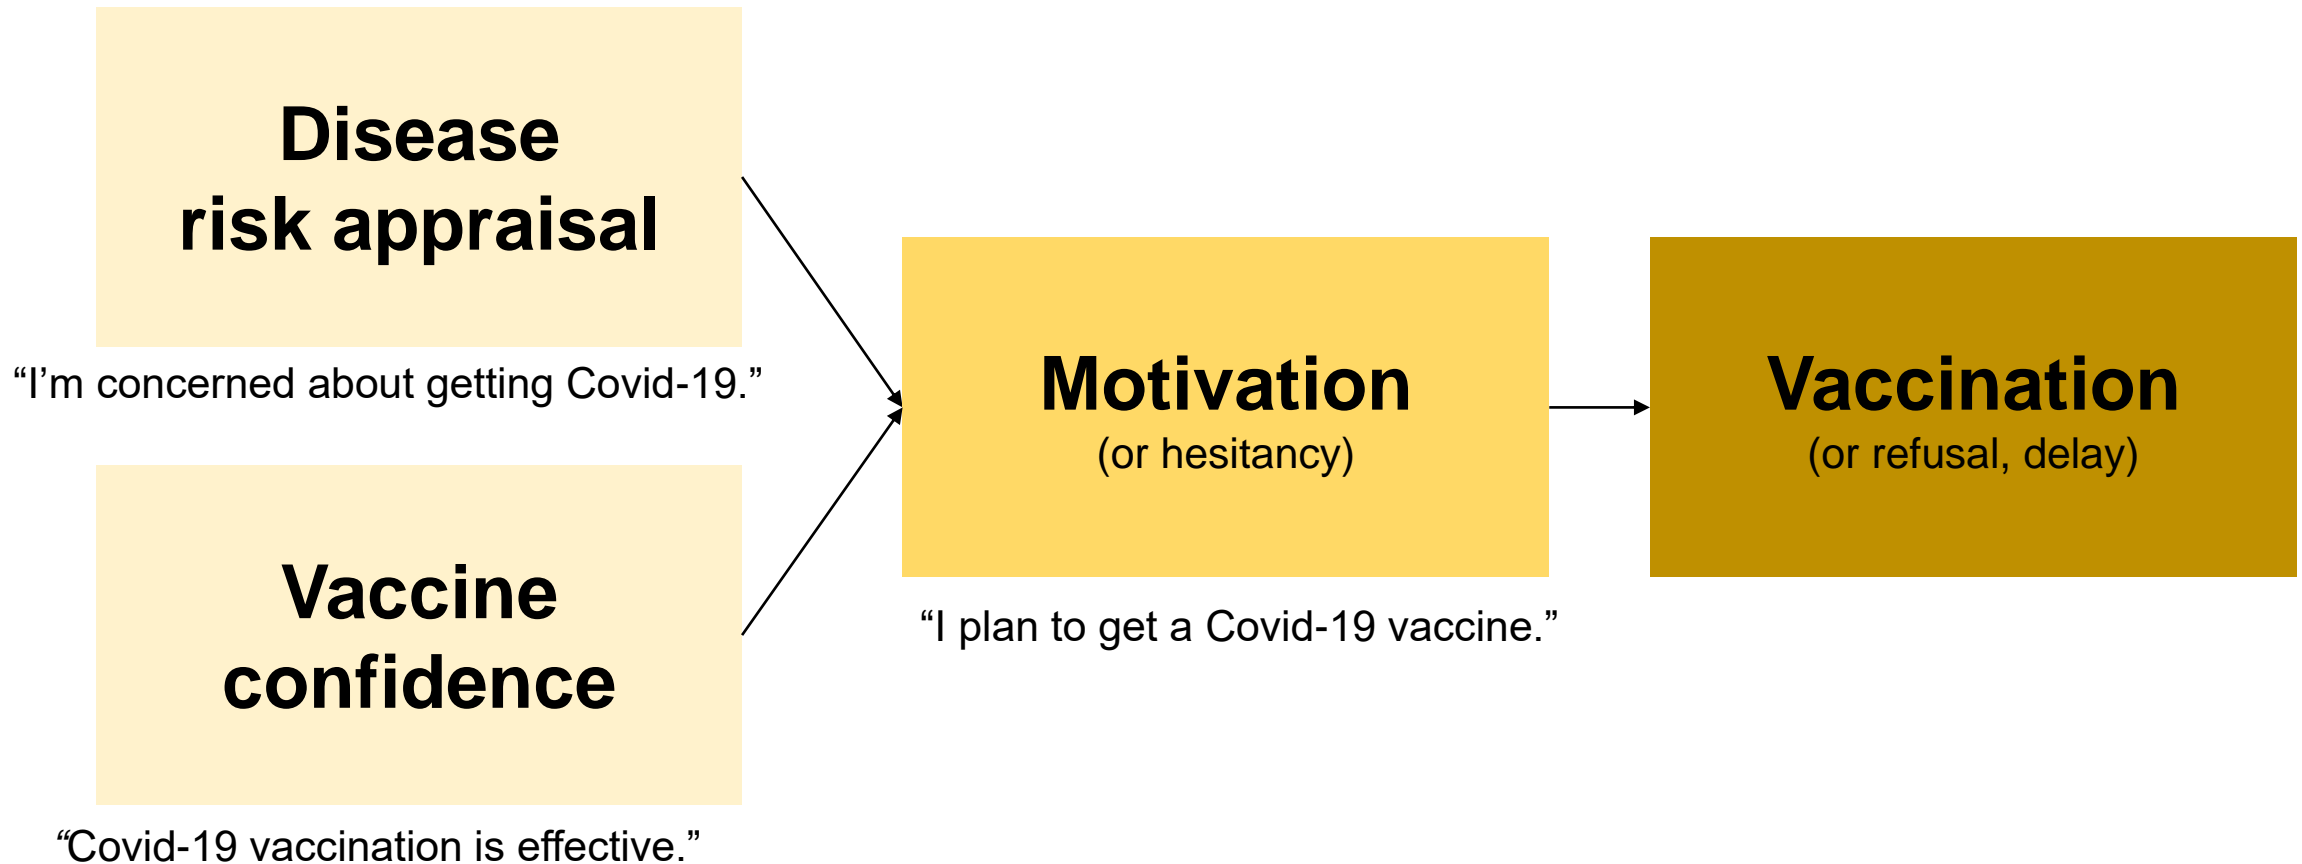 Disease
risk appraisal
“I’m concerned about getting Covid-19.”
Vaccine
confidence
“Covid-19 vaccination is effective.”
Motivation
(or hesitancy)
“I plan to get a Covid-19 vaccine.”
Vaccination
(or refusal, delay)